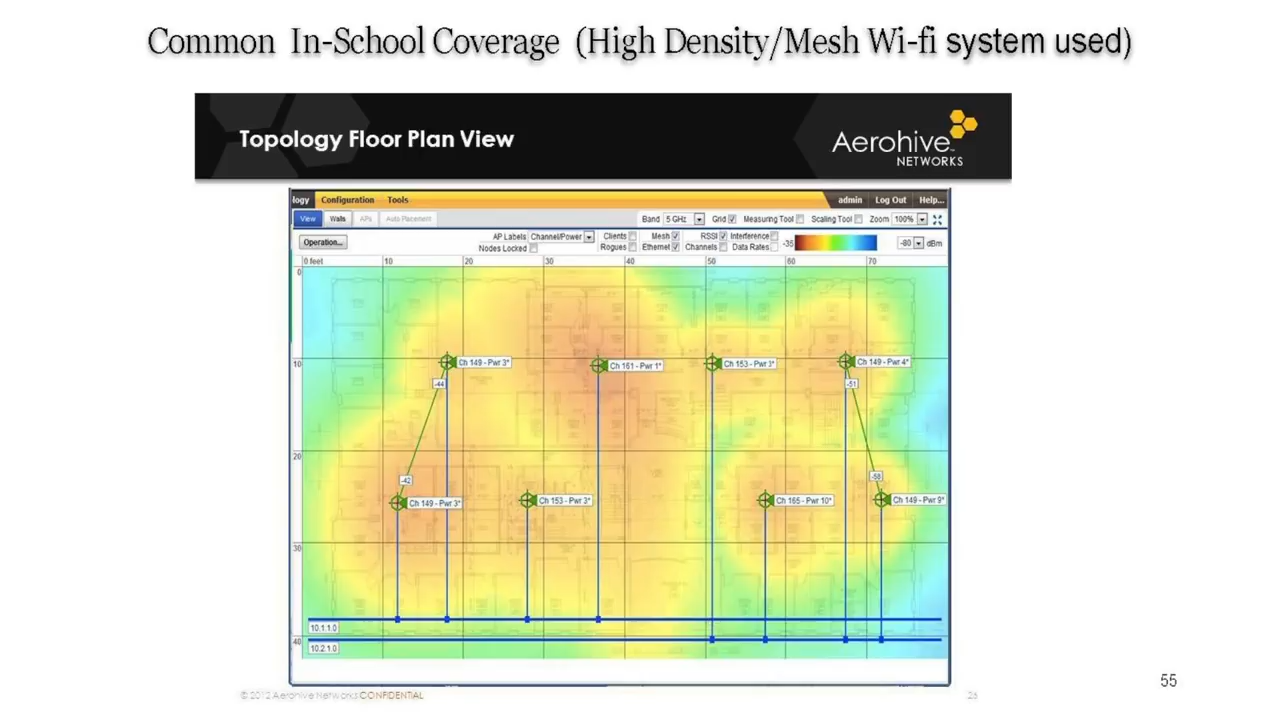 Common In-School Coverage (High Density/Mesh Wi-fi system used)
Topology Floor Plan View
Aerohive
NETWORKS
logy Configuration Tools admin Log Out Help...
View Walls APs Auto Placement Band 5 GHz Grid Measuring Tool Scaling Tool Zoom 100%
Operation... AP Labels: Channel/Power Clients Mesh RSSI Interference -35 -80 dBm
Nodes Locked Rogues Ethernet Channels Data Rates
0 feet 10 20 30 40 50 60 70
0
10
Ch 149 - Pwr 3* Ch 161 - Pwr 1* Ch 153 - Pwr 3* Ch 149 - Pwr 4*
-44 -51
20
-42 -58
Ch 149 - Pwr 3* Ch 153 - Pwr 3* Ch 165 - Pwr 10* Ch 149 - Pwr 9*
30
10.1.1.0
40
10.2.1.0
© 2012 Aerohive Networks CONFIDENTIAL 26
55